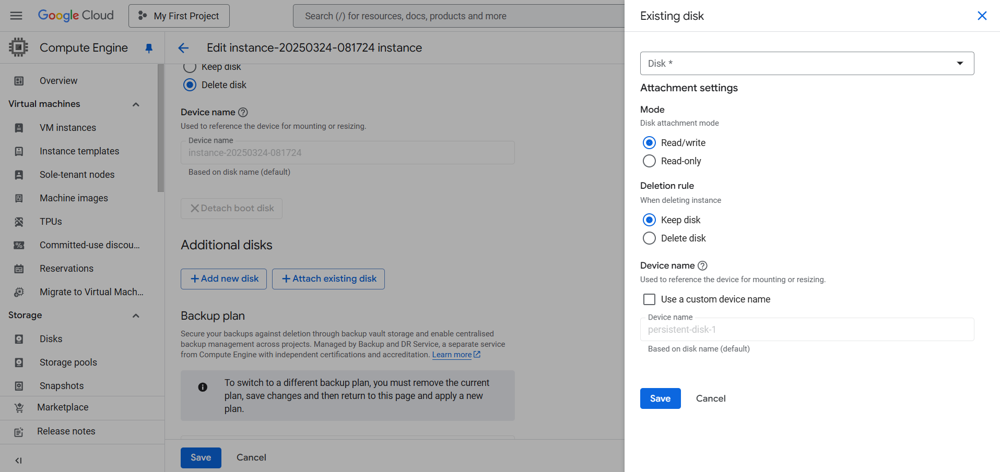 Google Cloud
My First Project
Search (/) for resources, docs, products and more
Compute Engine
Overview
Virtual machines
VM instances
Instance templates
Sole-tenant nodes
Machine images
TPUs
Committed-use discou...
Reservations
Migrate to Virtual Mach...
Storage
Disks
Storage pools
Snapshots
Marketplace
Release notes
Edit instance-20250324-081724 instance
Keep disk
Delete disk
Device name
Used to reference the device for mounting or resizing.
Device name
instance-20250324-081724
Based on disk name (default)
Detach boot disk
Additional disks
Add new disk
Attach existing disk
Backup plan
Secure your backups against deletion through backup vault storage and enable centralised
backup management across projects. Managed by Backup and DR Service, a separate service
from Compute Engine with independent certifications and accreditation. Learn more
To switch to a different backup plan, you must remove the current
plan, save changes and then return to this page and apply a new
plan.
Save
Cancel
Existing disk
Disk *
Attachment settings
Mode
Disk attachment mode
Read/write
Read-only
Deletion rule
When deleting instance
Keep disk
Delete disk
Device name
Used to reference the device for mounting or resizing.
Use a custom device name
Device name
persistent-disk-1
Based on disk name (default)
Save
Cancel